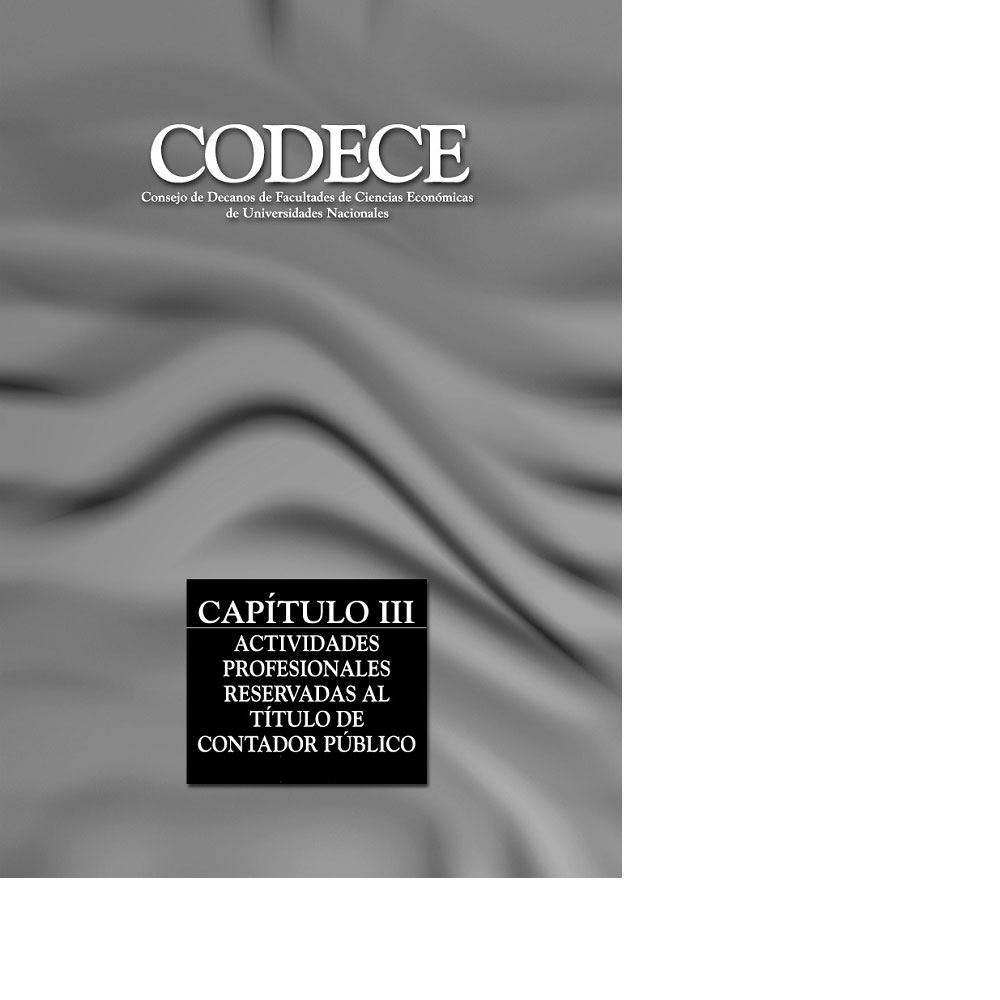 CODECE
Consejo de Decanos de Facultades de Ciencias Económicas
de Universidades Nacionales
CAPÍTULO III
ACTIVIDADES
PROFESIONALES
RESERVADAS AL
TÍTULO DE
CONTADOR PÚBLICO